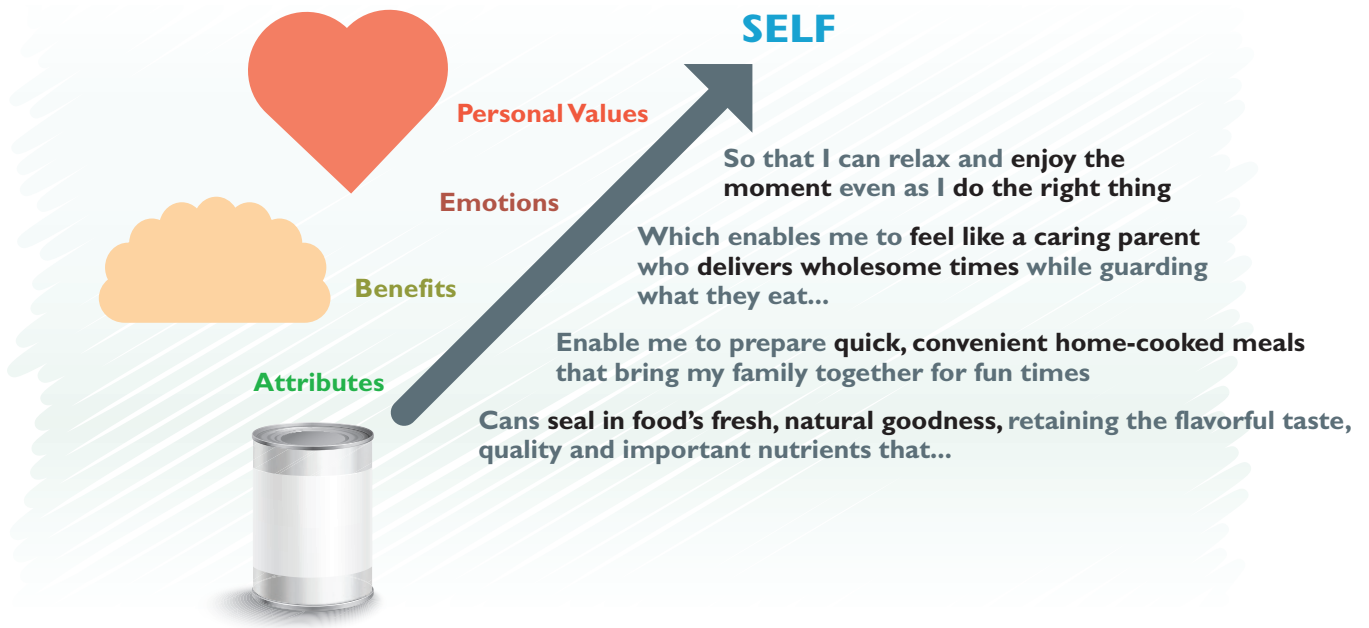 SELF
Personal Values
So that I can relax and enjoy the
moment even as I do the right thing
Emotions
Which enables me to feel like a caring parent
who delivers wholesome times while guarding
what they eat...
Benefits
Enable me to prepare quick, convenient home-cooked meals
that bring my family together for fun times
Attributes
Cans seal in food’s fresh, natural goodness, retaining the flavorful taste,
quality and important nutrients that...